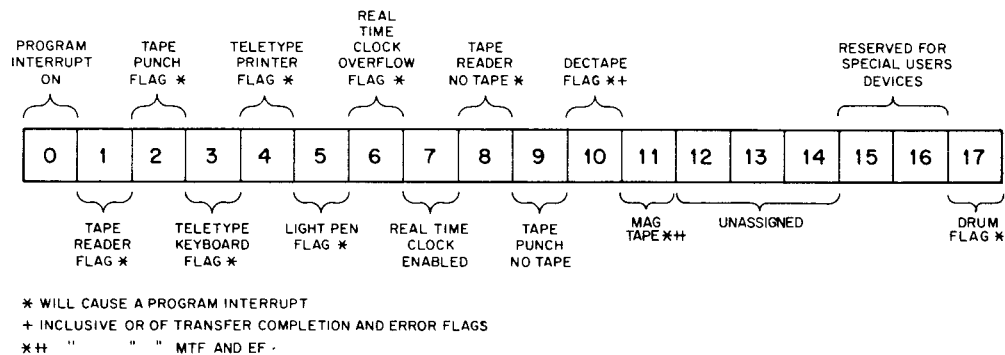 PROGRAM
INTERRUPT
ON
TAPE
PUNCH
FLAG *
TELETYPE
PRINTER
FLAG *
REAL
TIME
CLOCK
OVERFLOW
FLAG *
TAPE
READER
NO TAPE *
DECTAPE
FLAG *+
RESERVED FOR
SPECIAL USERS
DEVICES
0 1 2 3 4 5 6 7 8 9 10 11 12 13 14 15 16 17
TAPE
READER
FLAG *
TELETYPE
KEYBOARD
FLAG *
LIGHT PEN
FLAG *
REAL TIME
CLOCK
ENABLED
TAPE
PUNCH
NO TAPE
MAG
TAPE *++
UNASSIGNED
DRUM
FLAG *
* WILL CAUSE A PROGRAM INTERRUPT
+ INCLUSIVE OR OF TRANSFER COMPLETION AND ERROR FLAGS
*++ " " " MTF AND EF.